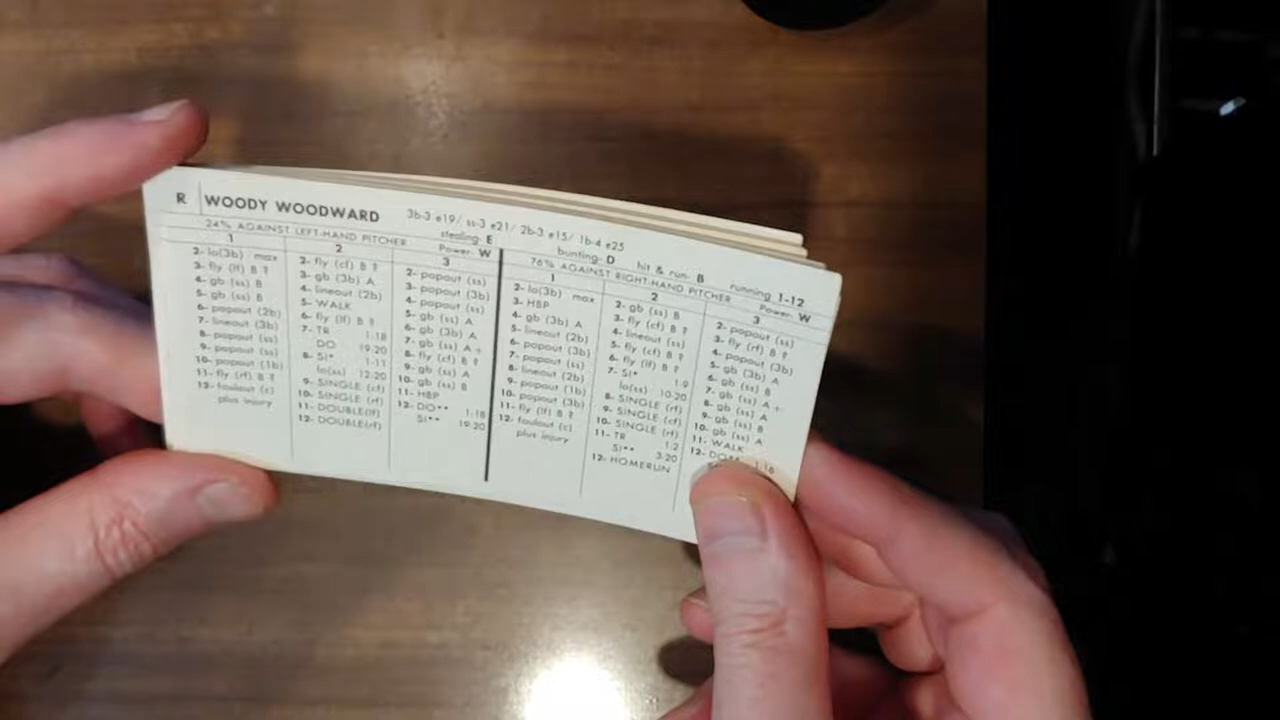 R WOODY WOODWARD 3b-3 e19/ ss-3 e21/ 2b-3 e15/ 1b-4 e25
stealing- E bunting- D hit & run- B running 1-12
24% AGAINST LEFT-HAND PITCHER Power- W
1
2- lo(3b) max
3- fly (lf) B ?
4- gb (ss) B
5- gb (ss) B
6- popout (2b)
7- lineout (3b)
8- popout (ss)
9- popout (ss)
10- popout (1b)
11- fly (rf) B ?
12- foulout (c)
plus injury
2
2- fly (cf) B ?
3- gb (3b) A
4- lineout (2b)
5- WALK
6- fly (lf) B ?
7- TR 1-18
DO 19-20
8- SI* 1-11
lo(ss) 12-20
9- SINGLE (cf)
10- SINGLE (rf)
11- DOUBLE(lf)
12- DOUBLE(rf)
3
2- popout (ss)
3- popout (3b)
4- popout (ss)
5- gb (ss) A
6- gb (3b) A
7- gb (ss) A +
8- fly (cf) B ?
9- gb (ss) A
10- gb (ss) B
11- HBP
12- DO** 1-18
SI** 19-20
76% AGAINST RIGHT-HAND PITCHER Power- W
1
2- lo(3b) max
3- HBP
4- gb (3b) A
5- lineout (2b)
6- popout (3b)
7- popout (ss)
8- lineout (2b)
9- popout (1b)
10- popout (3b)
11- fly (lf) B ?
12- foulout (c)
plus injury
2
2- gb (ss) B
3- fly (cf) B ?
4- lineout (ss)
5- fly (cf) B ?
6- fly (lf) B ?
7- SI* 1-9
lo(ss) 10-20
8- SINGLE (rf)
9- SINGLE (cf)
10- SINGLE (rf)
11- TR 1-2
SI** 3-20
12- HOMERUN
3
2- popout (ss)
3- fly (rf) B ?
4- popout (3b)
5- gb (3b) A
6- gb (ss) B
7- gb (ss) A +
8- gb (ss) A
9- gb (ss) B
10- gb (ss) A
11- WALK
12- DO** 1-16